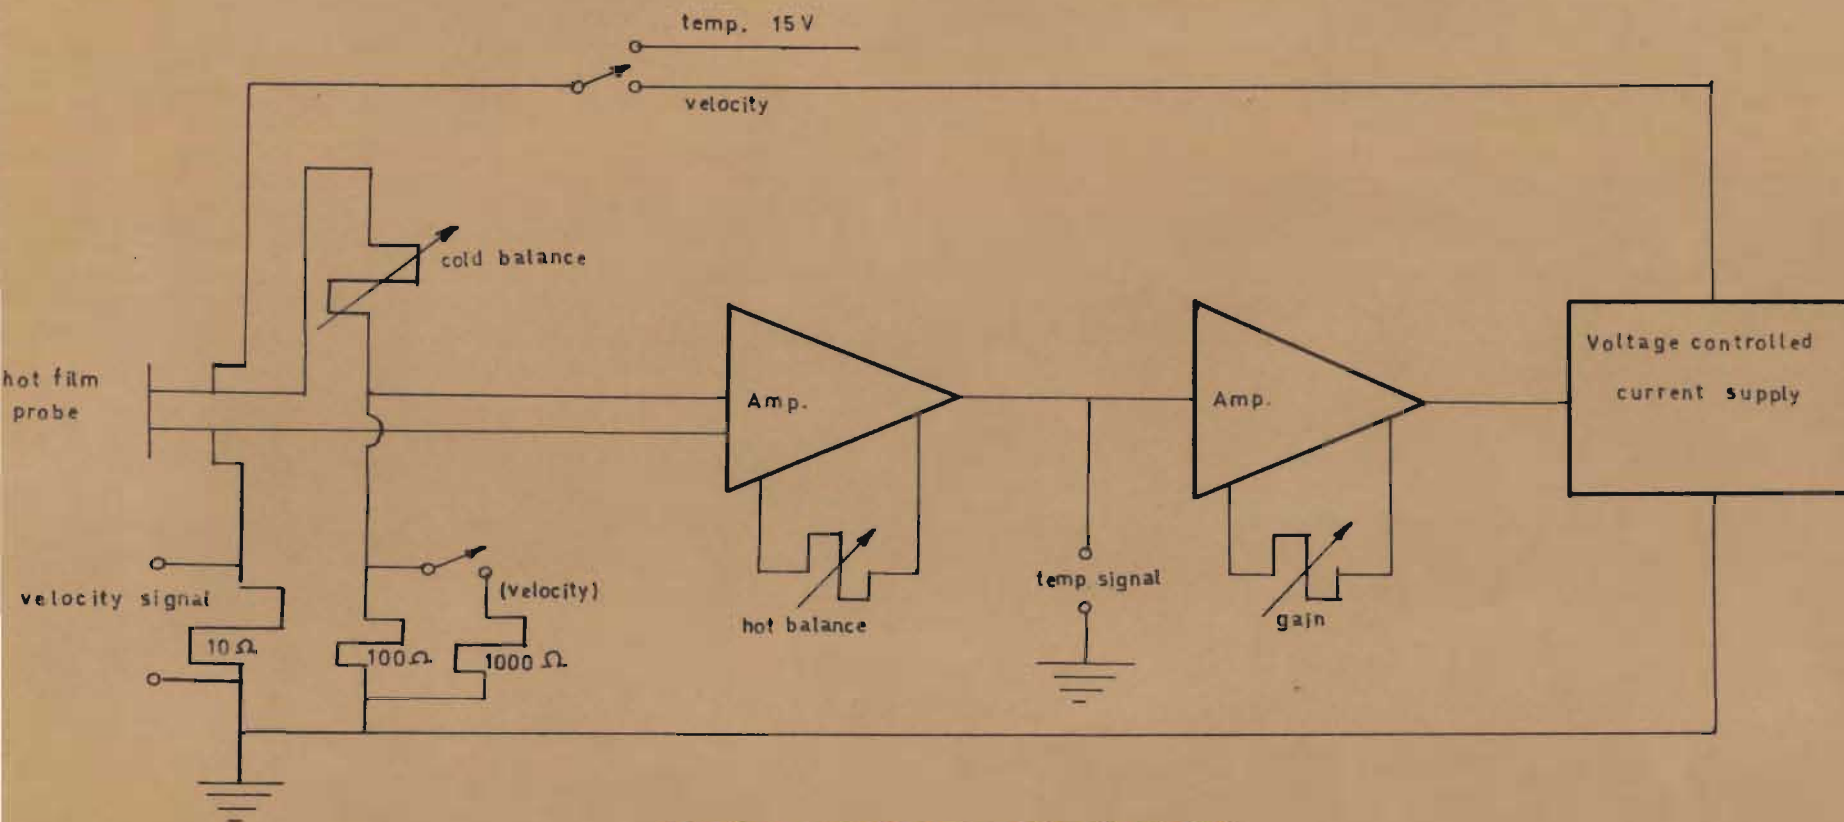 temp. 15 V
velocity
cold balance
hot film
probe
Amp.
Amp.
Voltage controlled
current supply
velocity signal
(velocity)
10 Ω
100 Ω
1000 Ω
hot balance
temp signal
gain